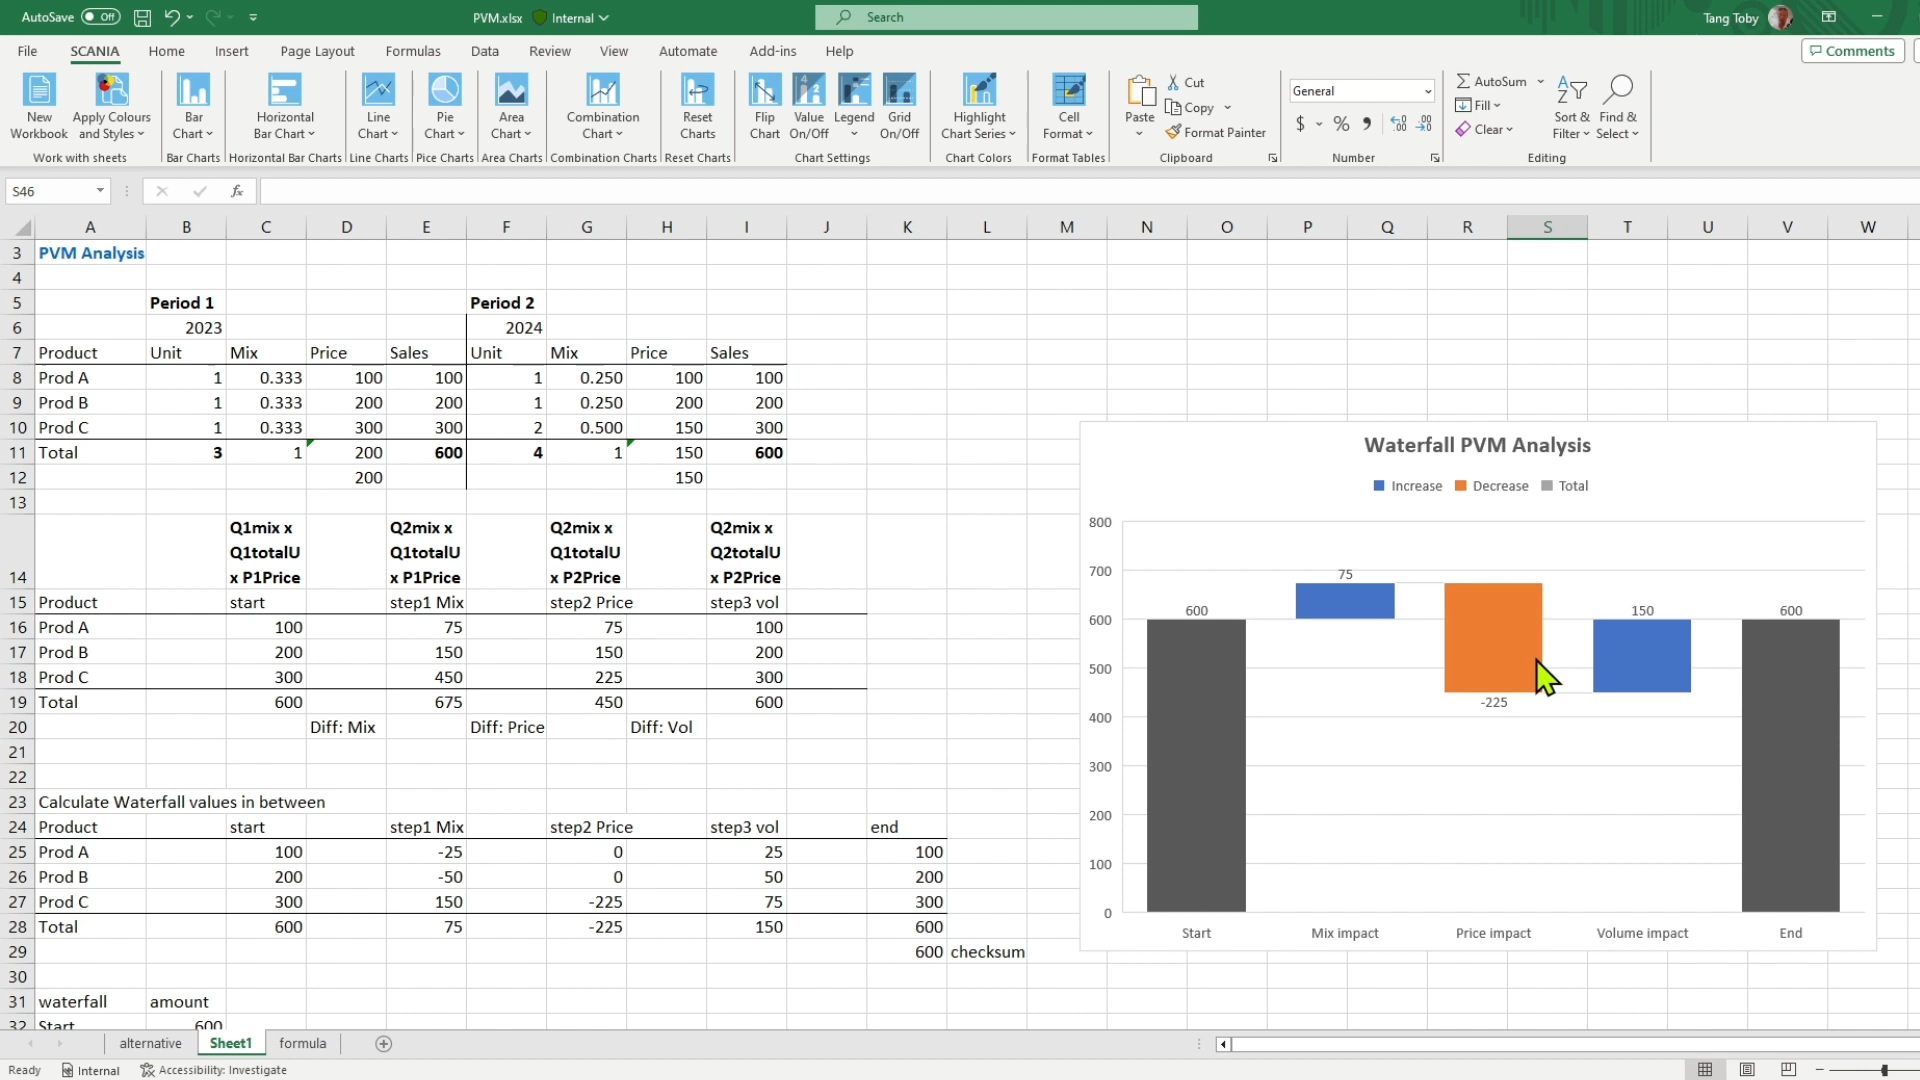 AutoSave Off PVM.xlsx Internal Search Tang Toby
File SCANIA Home Insert Page Layout Formulas Data Review View Automate Add-ins Help Comments
New Workbook Apply Colours and Styles Bar Chart Horizontal Bar Chart Line Chart Pie Chart Area Chart Combination Chart Reset Charts Flip Chart Value On/Off Legend Grid On/Off Highlight Chart Series Cell Format Paste Cut Copy Format Painter General $ % AutoSum Fill Clear Sort & Filter Find & Select
Work with sheets Bar Charts Horizontal Bar Charts Line Charts Pice Charts Area Charts Combination Charts Reset Charts Chart Settings Chart Colors Format Tables Clipboard Number Editing
S46 fx
A B C D E F G H I J K L M N O P Q R S T U V W
3 PVM Analysis
4
5 Period 1 Period 2
6 2023 2024
7 Product Unit Mix Price Sales Unit Mix Price Sales
8 Prod A 1 0.333 100 100 1 0.250 100 100
9 Prod B 1 0.333 200 200 1 0.250 200 200
10 Prod C 1 0.333 300 300 2 0.500 150 300
11 Total 3 1 200 600 4 1 150 600
12 200 150
13
Q1mix x Q2mix x Q2mix x Q2mix x
Q1totalU Q1totalU Q1totalU Q2totalU
14 x P1Price x P1Price x P2Price x P2Price
15 Product start step1 Mix step2 Price step3 vol
16 Prod A 100 75 75 100
17 Prod B 200 150 150 200
18 Prod C 300 450 225 300
19 Total 600 675 450 600
20 Diff: Mix Diff: Price Diff: Vol
21
22
23 Calculate Waterfall values in between
24 Product start step1 Mix step2 Price step3 vol end
25 Prod A 100 -25 0 25 100
26 Prod B 200 -50 0 50 200
27 Prod C 300 150 -225 75 300
28 Total 600 75 -225 150 600
29 600 checksum
30
31 waterfall amount
32 Start 600
Waterfall PVM Analysis
Increase Decrease Total
800
700
600
500
400
300
200
100
0
600 75 -225 150 600
Start Mix impact Price impact Volume impact End
alternative Sheet1 formula
Ready Internal Accessibility: Investigate